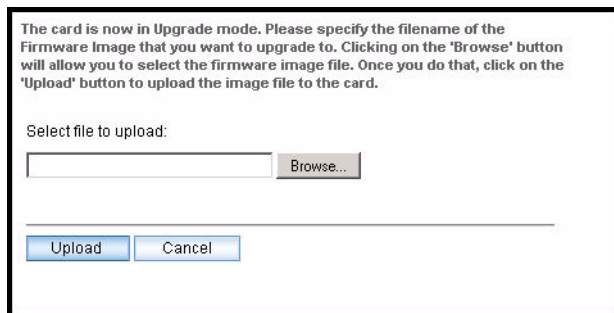 The card is now in Upgrade mode. Please specify the filename of the
Firmware Image that you want to upgrade to. Clicking on the 'Browse' button
will allow you to select the firmware image file. Once you do that, click on the
'Upload' button to upload the image file to the card.
Select file to upload:
Browse...
Upload Cancel